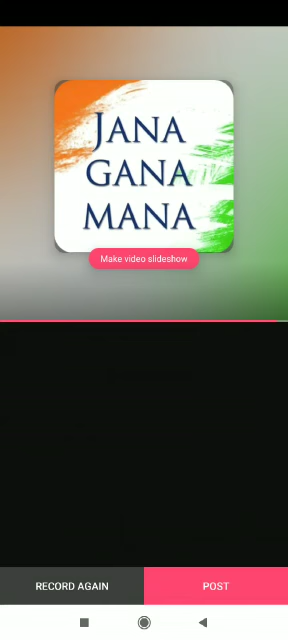 JANA
GANA
MANA
Make video slideshow
RECORD AGAIN
POST